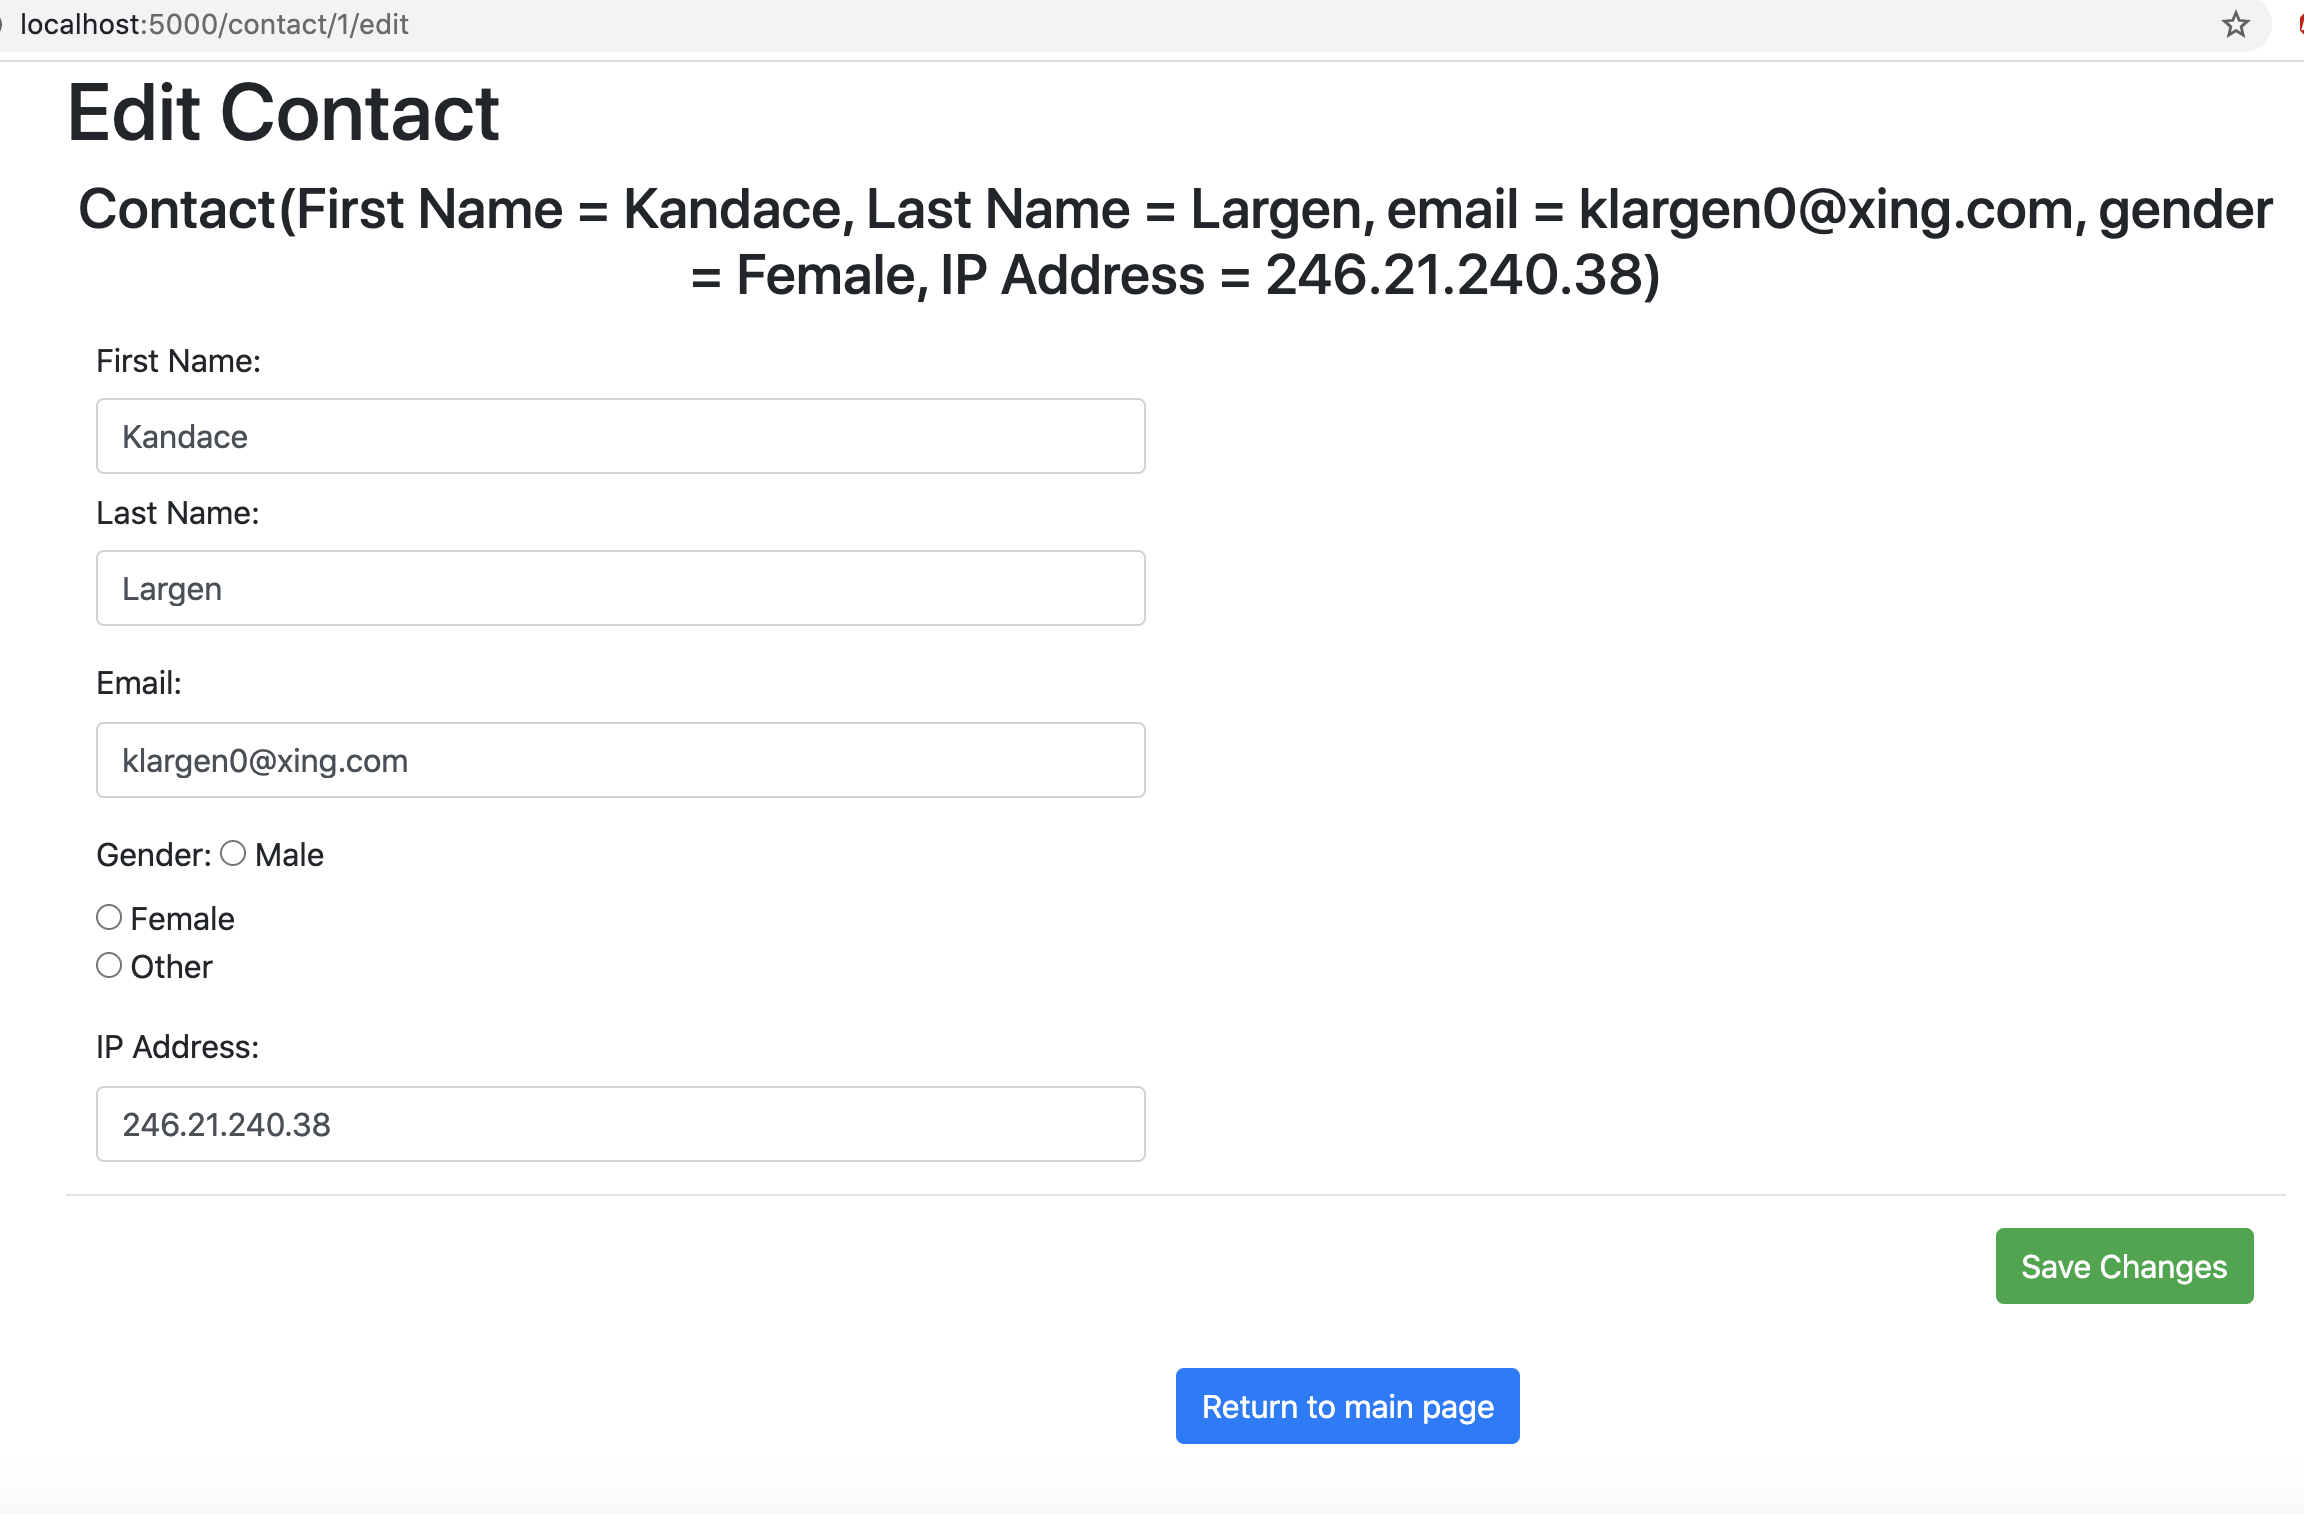 localhost:5000/contact/1/edit
Edit Contact
Contact(First Name = Kandace, Last Name = Largen, email = klargen0@xing.com, gender
= Female, IP Address = 246.21.240.38)
First Name:
Kandace
Last Name:
Largen
Email:
klargen0@xing.com
Gender: Male
Female
Other
IP Address:
246.21.240.38
Save Changes
Return to main page